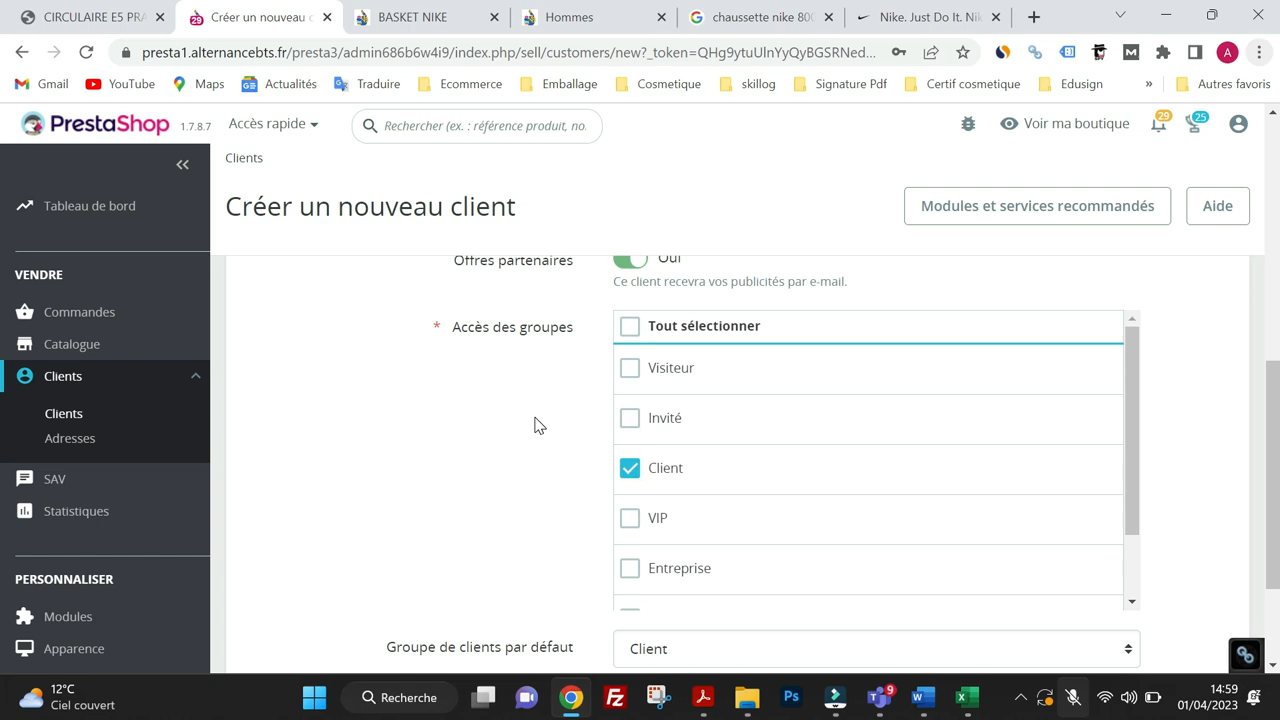 CIRCULAIRE E5 PRA
Créer un nouveau c
BASKET NIKE
Hommes
chaussette nike 800
Nike. Just Do It. Nik
presta1.alternancebts.fr/presta3/admin686b6w4i9/index.php/sell/customers/new?_token=QHg9ytuUlnYyQyBGSRNed...
Gmail
YouTube
Maps
Actualités
Traduire
Ecommerce
Emballage
Cosmetique
skillog
Signature Pdf
Certif cosmetique
Edusign
»
Autres favoris
PrestaShop 1.7.8.7
Accès rapide
Rechercher (ex. : référence produit, no.
Voir ma boutique
29
25
Clients
Créer un nouveau client
Modules et services recommandés
Aide
Tableau de bord
VENDRE
Commandes
Catalogue
Clients
Clients
Adresses
SAV
Statistiques
PERSONNALISER
Modules
Apparence
Offres partenaires
Oui
Ce client recevra vos publicités par e-mail.
* Accès des groupes
Tout sélectionner
Visiteur
Invité
Client
VIP
Entreprise
Groupe de clients par défaut
Client
12°C
Ciel couvert
Recherche
9
14:59
01/04/2023